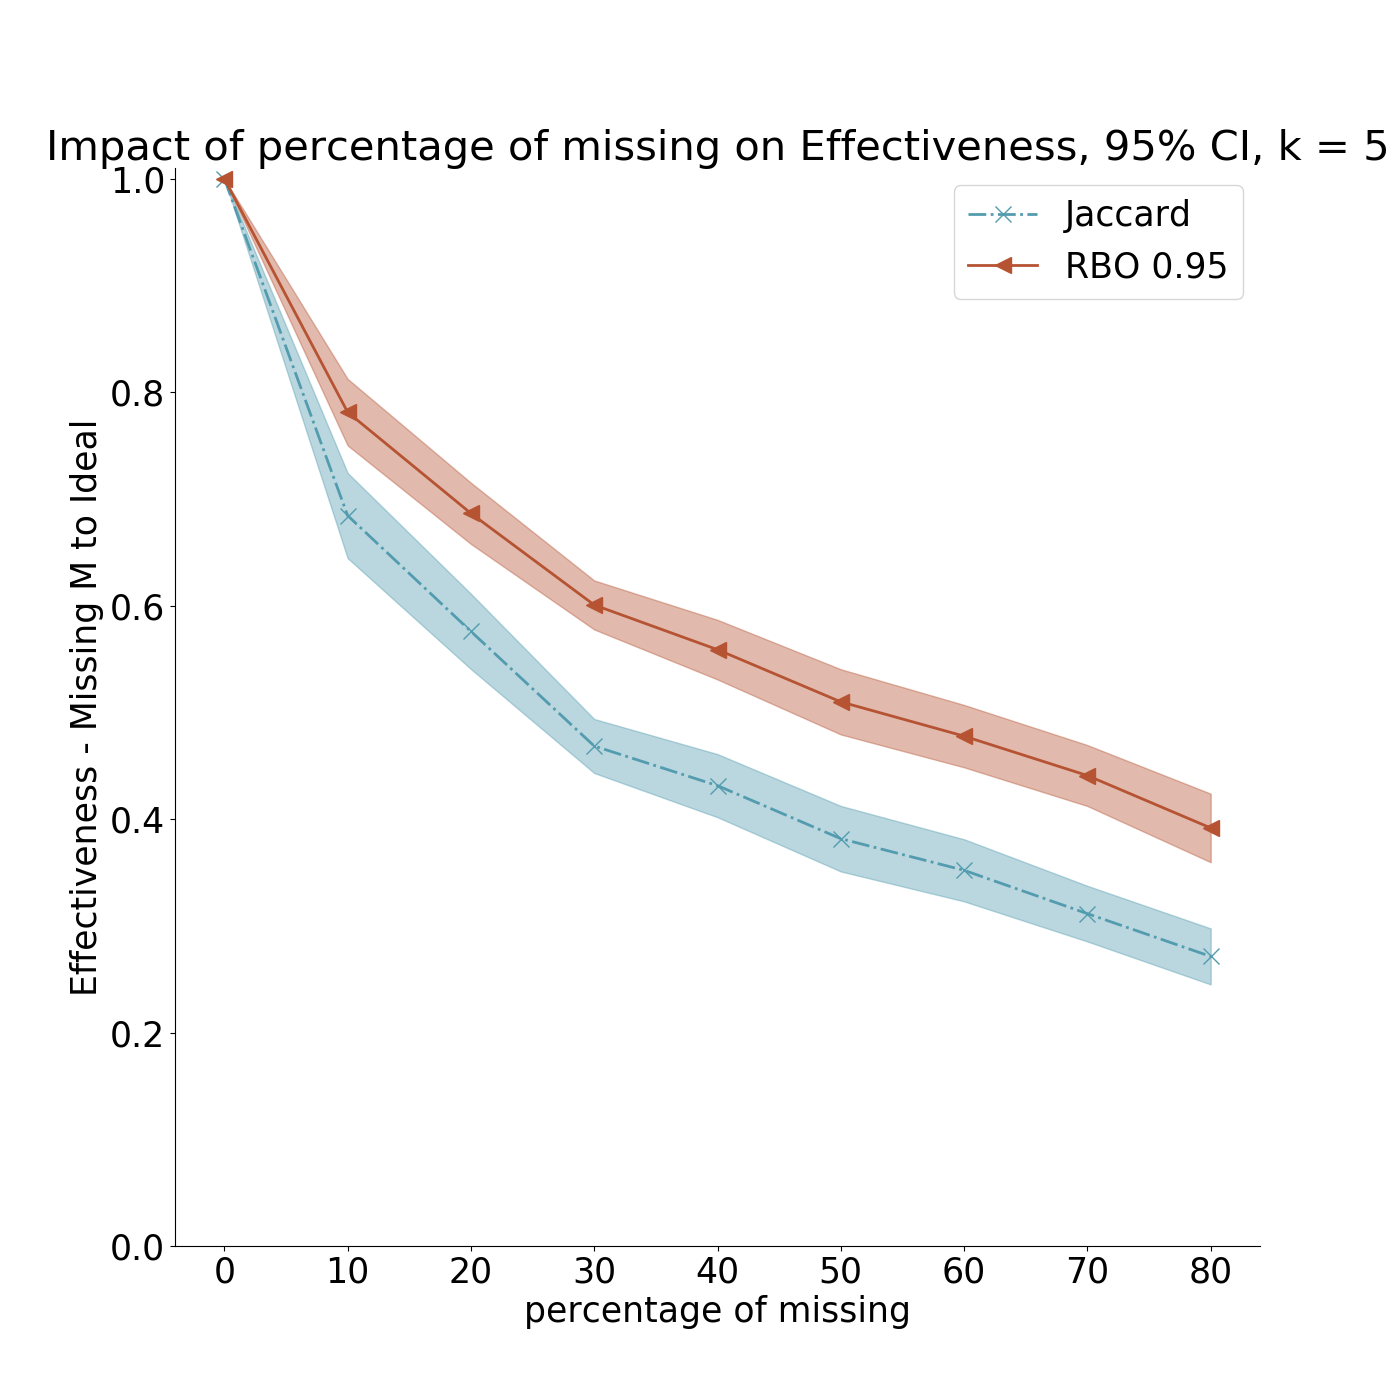 Impact of percentage of missing on Effectiveness, 95% CI, k = 5
Jaccard
RBO 0.95
Effectiveness - Missing M to Ideal
1.0
0.8
0.6
0.4
0.2
0.0
0 10 20 30 40 50 60 70 80
percentage of missing